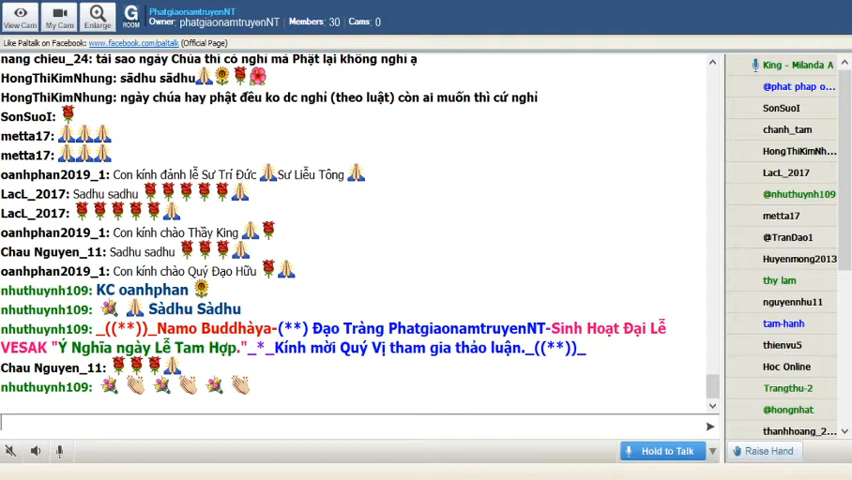 View Cam
My Cam
Enlarge
G
ROOM
PhatgiaonamtruyenNT
Owner: phatgiaonamtruyenNT Members: 30 Cams: 0
Like Paltalk on Facebook: www.facebook.com/paltalk (Official Page)
nang chieu_24: tại sao ngày Chúa thì có nghỉ mà Phật lại không nghỉ ạ
HongThiKimNhung: sādhu sādhu
HongThiKimNhung: ngày chúa hay phật đều ko dc nghỉ (theo luật) còn ai muốn thì cứ nghỉ
SonSuoI:
metta17:
metta17:
oanhphan2019_1: Con kính đảnh lễ Sư Trí Đức Sư Liễu Tông
LacL_2017: Sadhu sadhu
LacL_2017:
oanhphan2019_1: Con kính chào Thầy King
Chau Nguyen_11: Sadhu sadhu
oanhphan2019_1: Con kính chào Quý Đạo Hữu
nhuthuynh109: KC oanhphan
nhuthuynh109: Sàdhu Sàdhu
nhuthuynh109: _((**))_Namo Buddhàya-(**) Đạo Tràng PhatgiaonamtruyenNT-Sinh Hoạt Đại Lễ
VESAK "Ý Nghĩa ngày Lễ Tam Hợp."_*_Kính mời Quý Vị tham gia thảo luận._((**))_
Chau Nguyen_11:
nhuthuynh109:
Hold to Talk
King - Milanda A
@phat phap o...
SonSuoI
chanh_tam
HongThiKimNh...
LacL_2017
@nhuthuynh109
metta17
@TranDao1
Huyenmong2013
thy lam
nguyennhu11
tam-hanh
thienvu5
Hoc Online
Trangthu-2
@hongnhat
thanhhoang_2...
Raise Hand